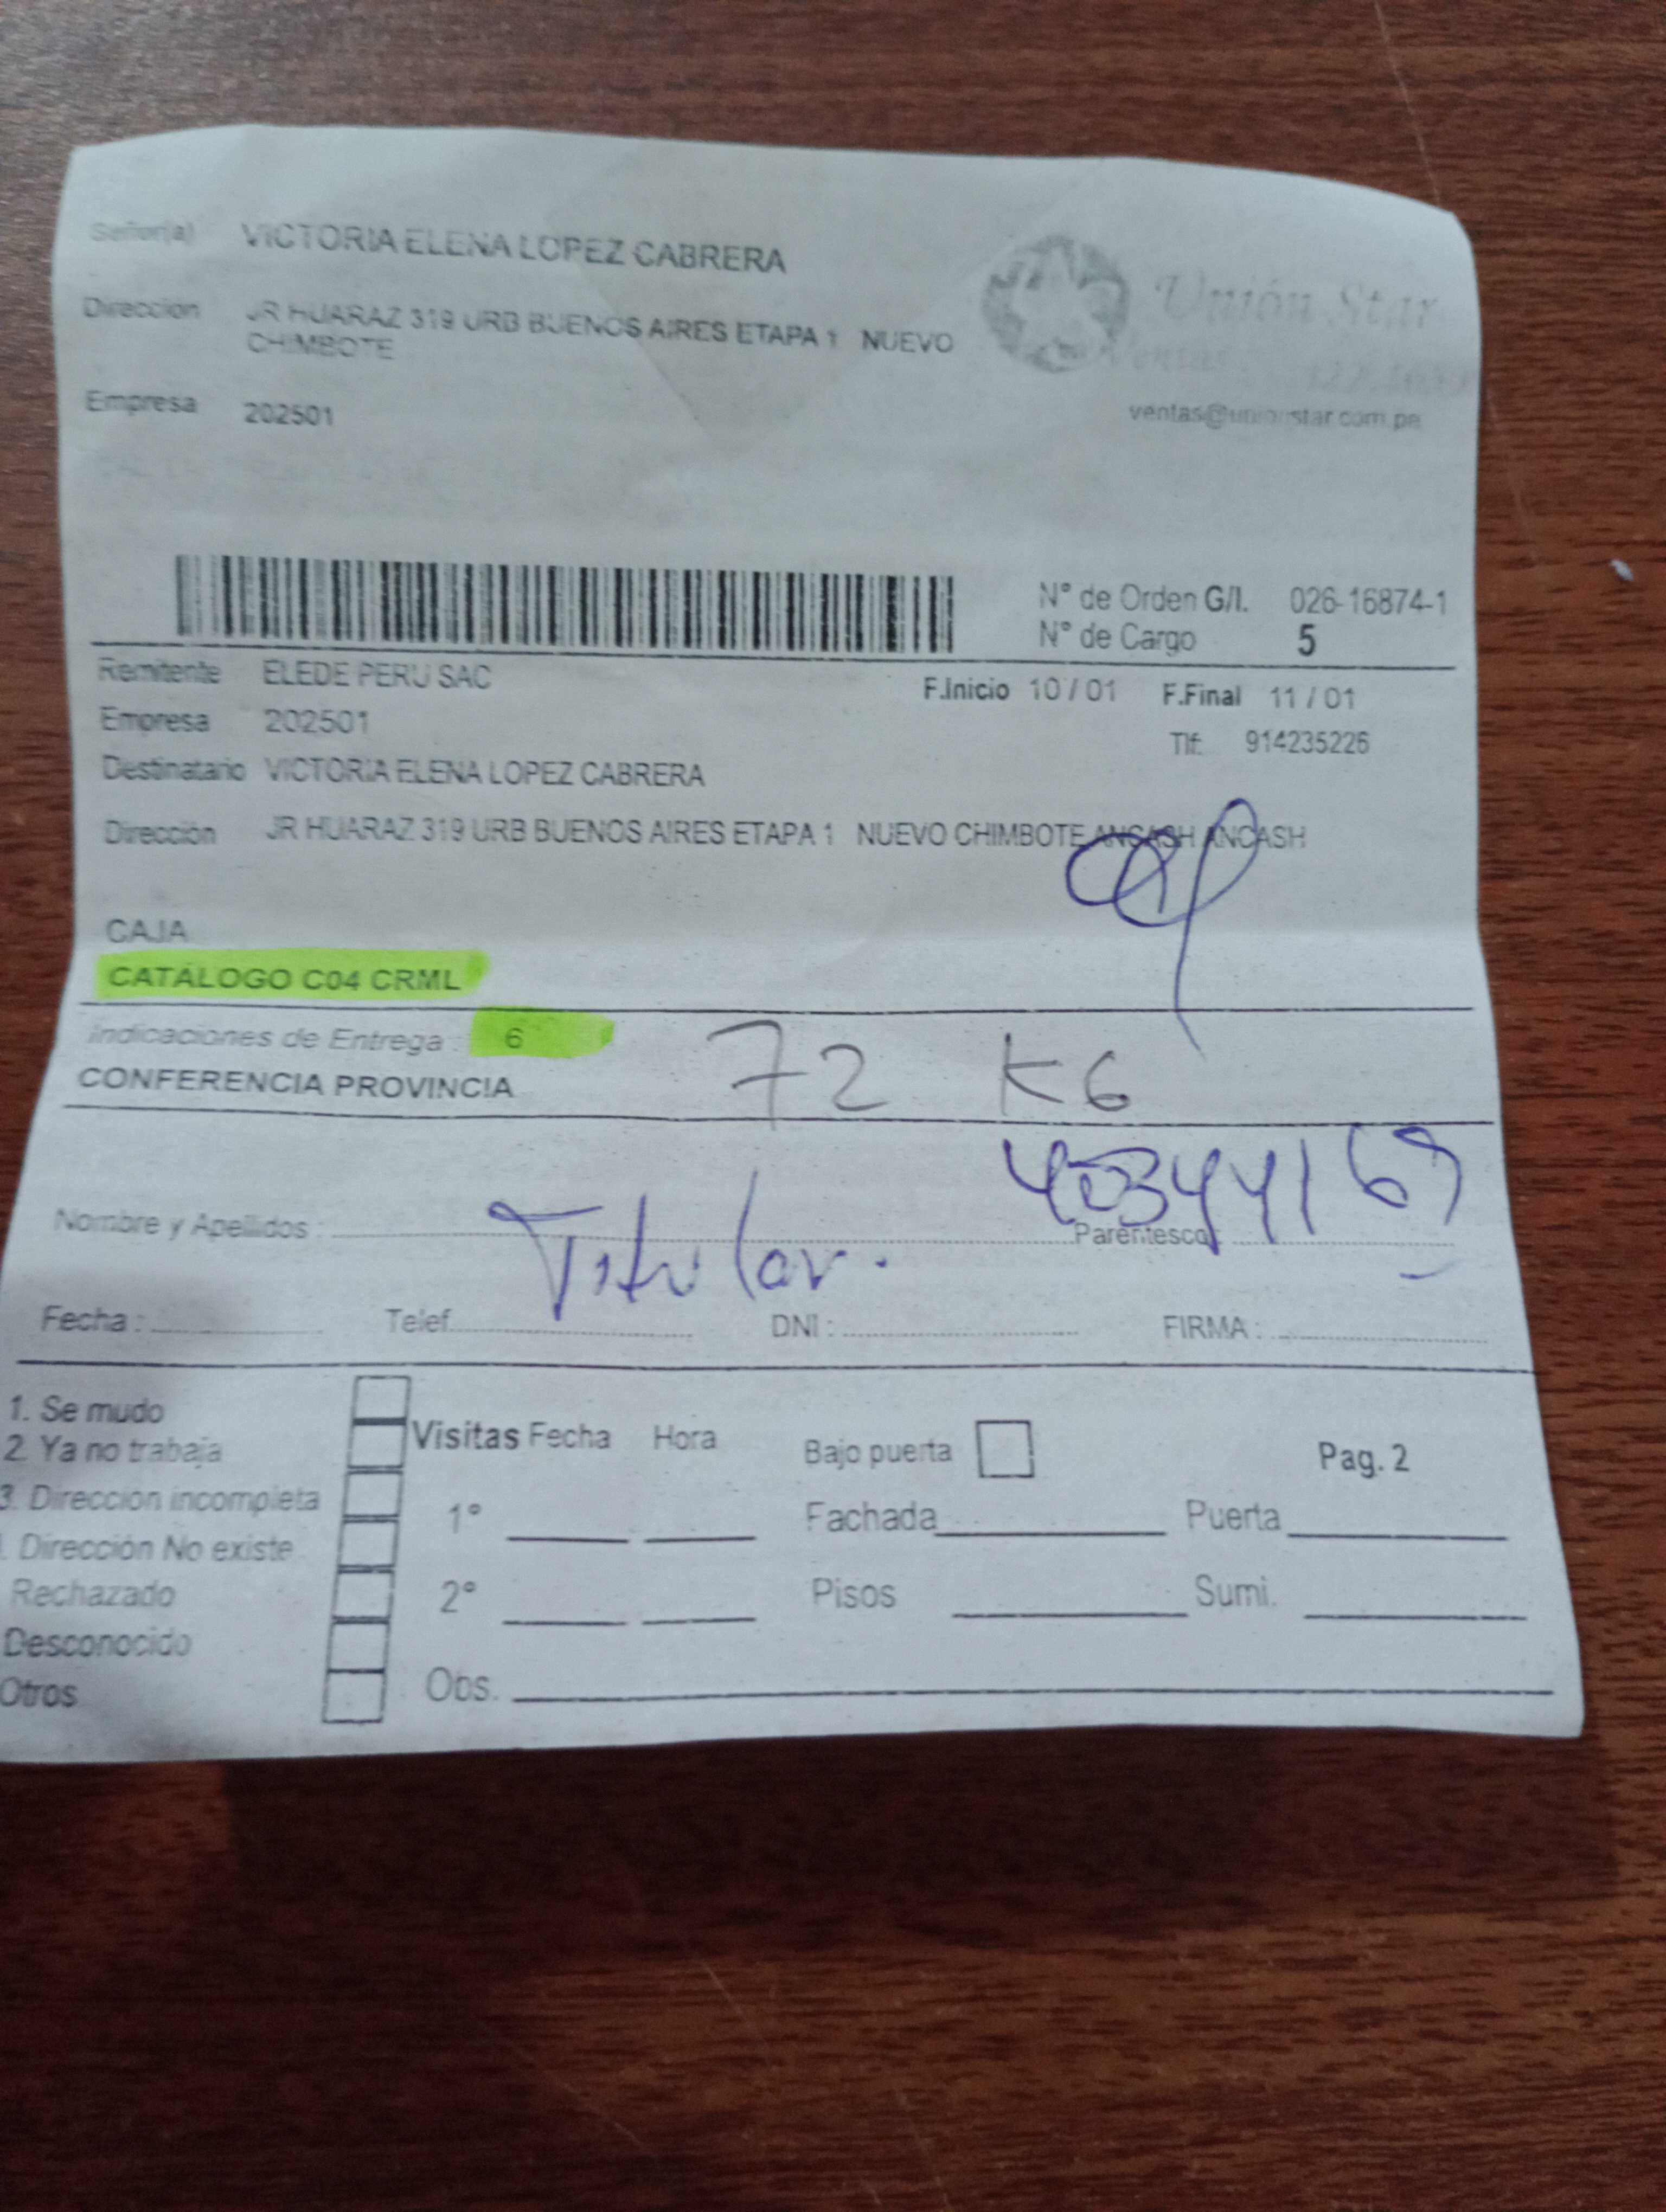 Señor(a) VICTORIA ELENA LOPEZ CABRERA
Dirección JR HUARAZ 319 URB BUENOS AIRES ETAPA 1 NUEVO
CHIMBOTE
Unión Star
Ventas
Empresa 202501
ventas@unionstar.com.pe
N° de Orden G/I. 026-16874-1
N° de Cargo 5
Remitente ELEDE PERU SAC
F.Inicio 10 / 01 F.Final 11 / 01
Empresa 202501
Tlf. 914235226
Destinatario VICTORIA ELENA LOPEZ CABRERA
Dirección JR HUARAZ 319 URB BUENOS AIRES ETAPA 1 NUEVO CHIMBOTE ANCASH ANCASH
CAJA
CATÁLOGO C04 CRML
Indicaciones de Entrega : 6
72 KG
CONFERENCIA PROVINCIA
40344169
Nombre y Apellidos : Titular. Parentesco:
Fecha : Telef. DNI : FIRMA :
1. Se mudo
2. Ya no trabaja
3. Dirección incompleta
. Dirección No existe
Rechazado
Desconocido
Otros
Visitas Fecha Hora
1°
2°
Obs.
Bajo puerta
Pag. 2
Fachada Puerta
Pisos Sumi.